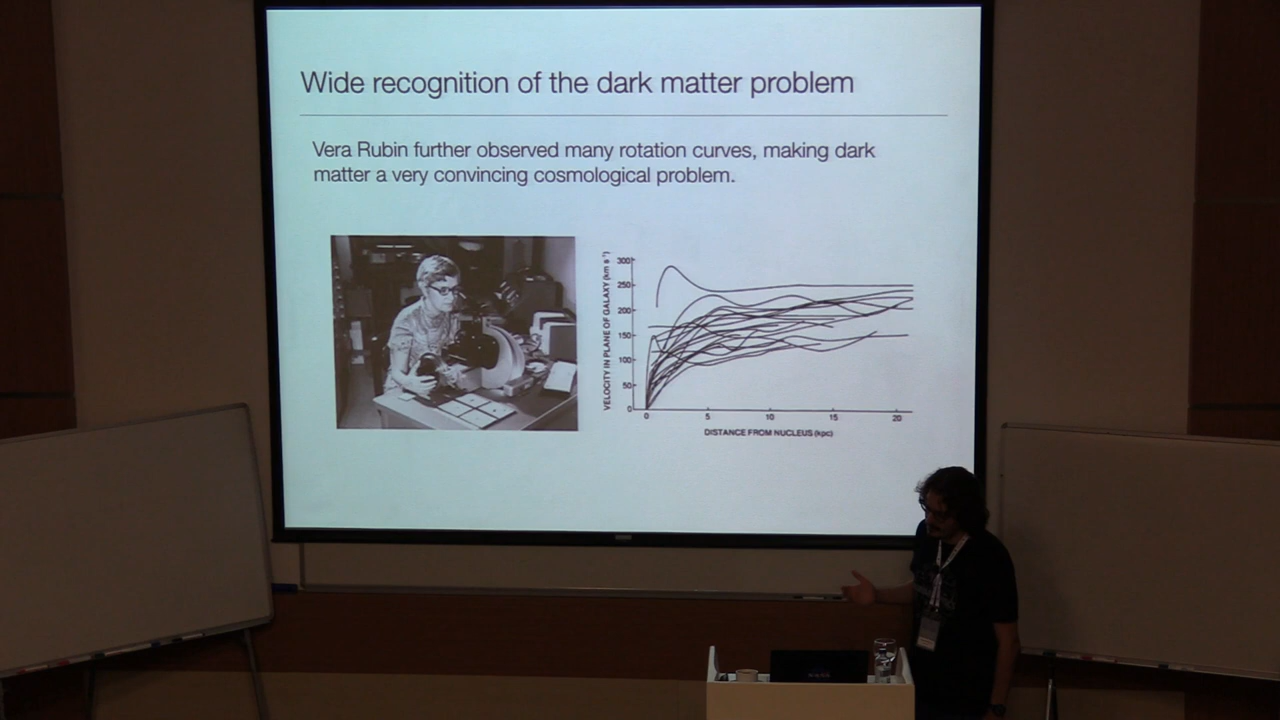 Wide recognition of the dark matter problem
Vera Rubin further observed many rotation curves, making dark
matter a very convincing cosmological problem.
VELOCITY IN PLANE OF GALAXY (km s⁻¹)
300
250
200
150
100
50
0
0 5 10 15 20
DISTANCE FROM NUCLEUS (kpc)